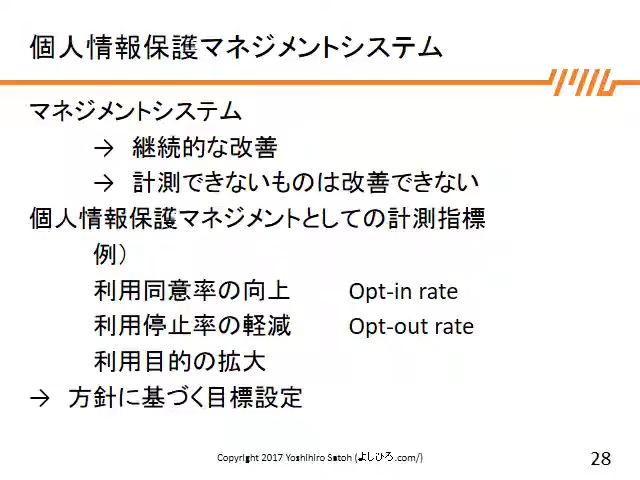 個人情報保護マネジメントシステム
マネジメントシステム
→ 継続的な改善
→ 計測できないものは改善できない
個人情報保護マネジメントとしての計測指標
例）
利用同意率の向上 Opt-in rate
利用停止率の軽減 Opt-out rate
利用目的の拡大
→ 方針に基づく目標設定
Copyright 2017 Yoshihiro Satoh (よしひろ.com/)
28